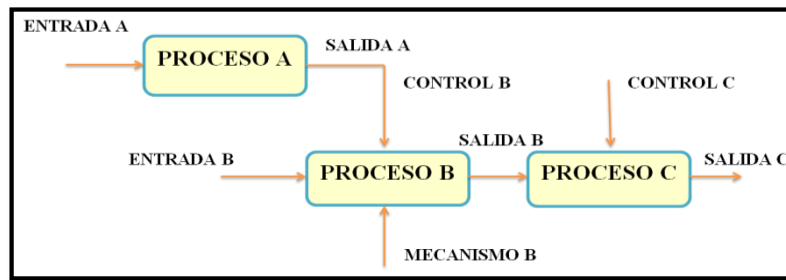 ENTRADA A
PROCESO A
SALIDA A
CONTROL B
CONTROL C
ENTRADA B
PROCESO B
SALIDA B
PROCESO C
SALIDA C
MECANISMO B